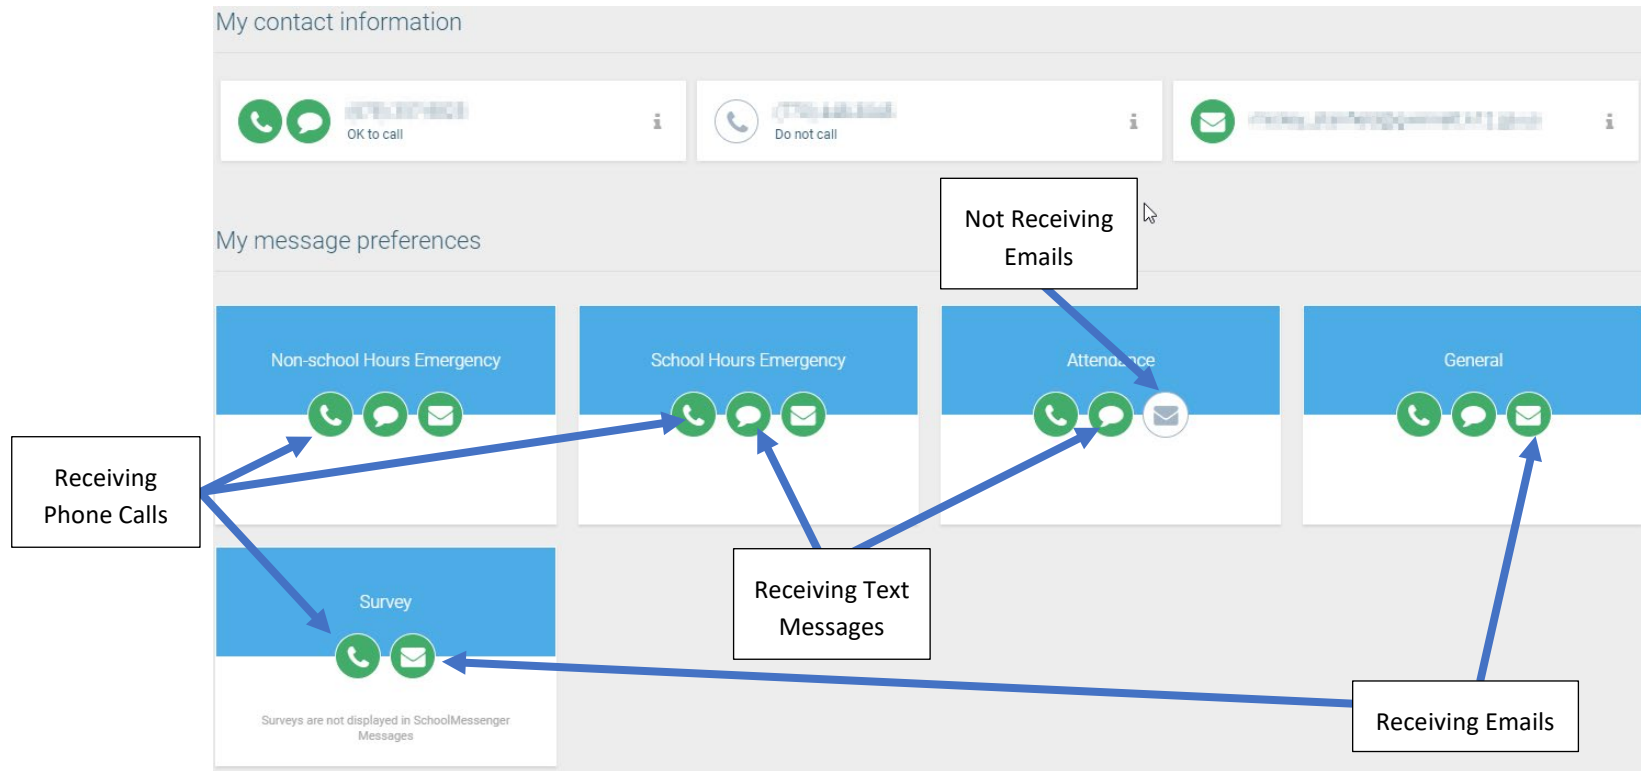 My contact information
OK to call
Do not call
Not Receiving
Emails
My message preferences
Non-school Hours Emergency
School Hours Emergency
Attendance
General
Receiving
Phone Calls
Receiving Text
Messages
Survey
Surveys are not displayed in SchoolMessenger
Messages
Receiving Emails